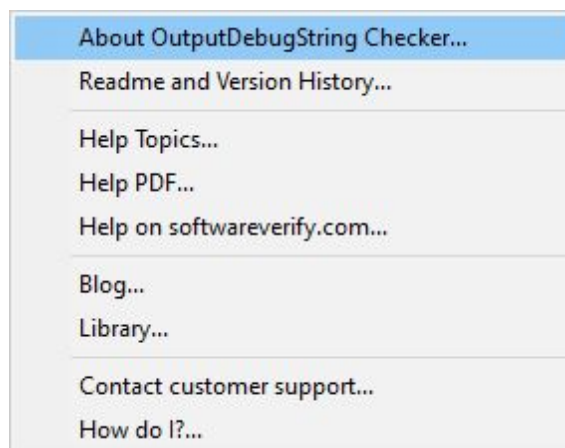 About OutputDebugString Checker...
Readme and Version History...
Help Topics...
Help PDF...
Help on softwareverify.com...
Blog...
Library...
Contact customer support...
How do I?...